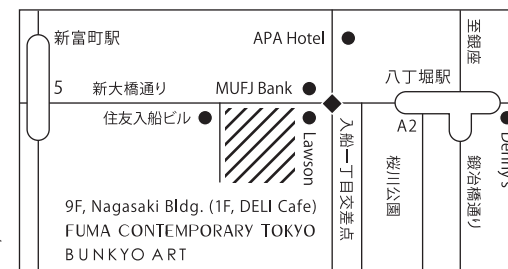 新富町駅
APA Hotel
至銀座
5
新大橋通り
MUFJ Bank
八丁堀駅
住友入船ビル
Lawson
入船一丁目交差点
A2
桜川公園
鍛冶橋通り
Denny's
9F, Nagasaki Bldg. (1F, DELI Cafe)
FUMA CONTEMPORARY TOKYO
BUNKYO ART